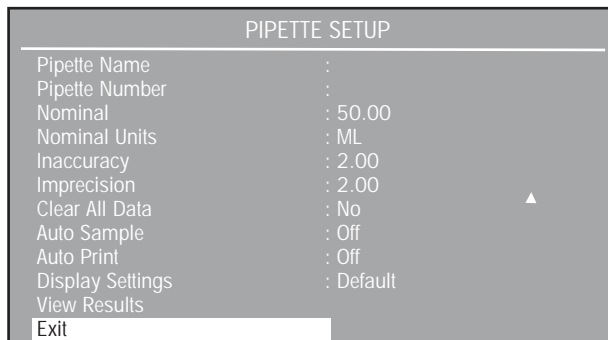 PIPETTE SETUP
Pipette Name :
Pipette Number :
Nominal : 50.00
Nominal Units : ML
Inaccuracy : 2.00
Imprecision : 2.00
Clear All Data : No
Auto Sample : Off
Auto Print : Off
Display Settings : Default
View Results
Exit